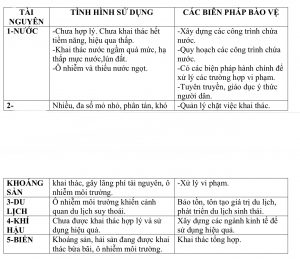 TÀI NGUYÊN
TÌNH HÌNH SỬ DỤNG
CÁC BIỆN PHÁP BẢO VỆ
1-NƯỚC
-Chưa hợp lý. Chưa khai thác hết
tiềm năng, hiệu qua thấp.
-Khai thác nước ngầm quá mức, hạ
thấp mực nước,lún đất.
-Ô nhiễm và thiếu nước ngọt.
-Xây dựng các công trình chứa
nước.
-Quy hoạch các công trình chứa
nước.
-Có các biện pháp hành chính để
xử lý các trường hợp vi phạm.
-Tuyên truyền, giáo dục ý thức
người dân.
2-
Nhiều, đa số mỏ nhỏ, phân tán, khó
-Quản lý chặt việc khai thác.
KHOÁNG
SẢN
khai thác, gây lãng phí tài nguyên, ô
nhiễm môi trường.
-Xử lý vi phạm.
3-DU
LỊCH
Ô nhiễm môi trường khiến cảnh
quan du lịch suy thoái.
Bảo tồn, tôn tạo giá trị du lịch,
phát triển du lịch sinh thái.
4-KHÍ
HẬU
Chưa được khai thác hợp lý và sử
dụng hiệu quả.
Xây dựng các ngành kinh tế để
sử dụng hiệu quả.
5-BIỂN
Khoáng sản, hải sản đang được khai
thác bừa bãi, ô nhiễm môi trường.
Khai thác tổng hợp.